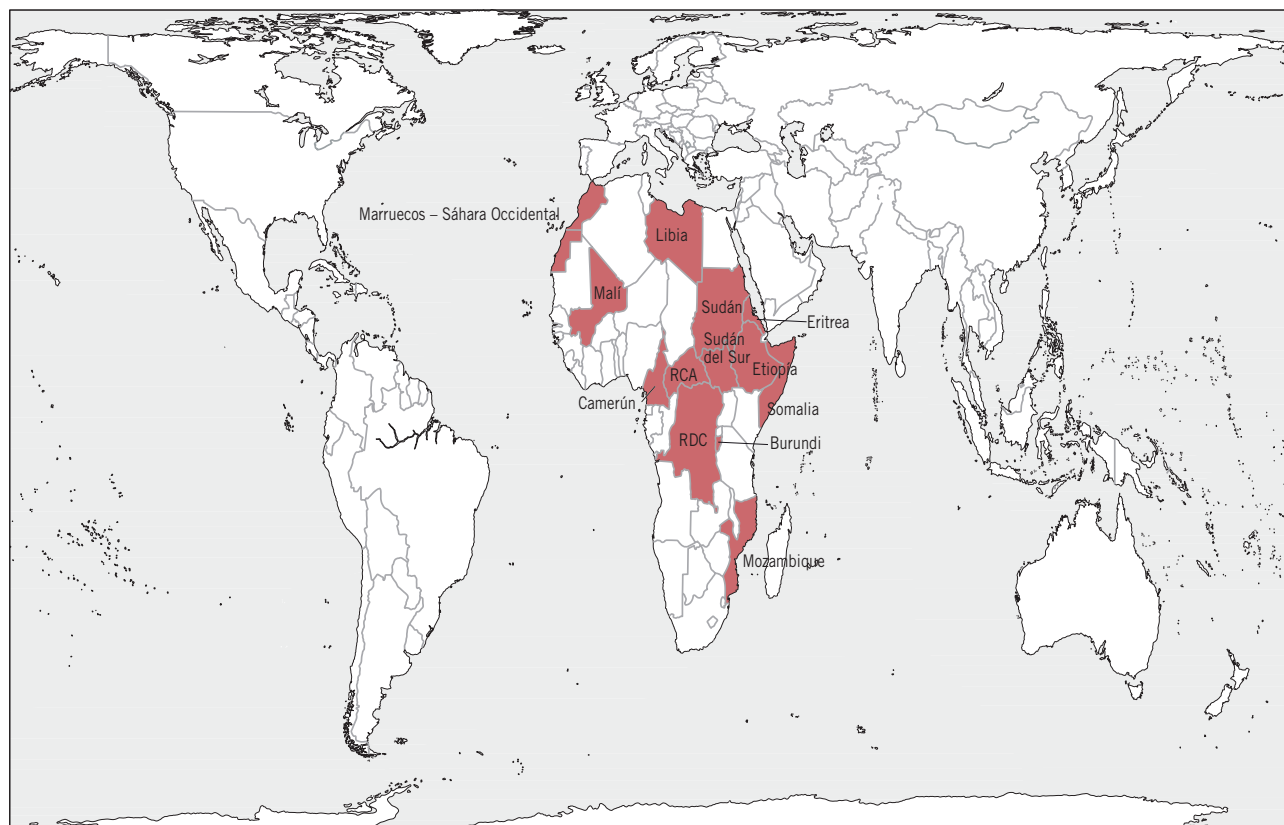 Marruecos – Sáhara Occidental
Libia
Malí
Sudán
Eritrea
Sudán
del Sur
Etiopía
RCA
Camerún
Somalia
RDC
Burundi
Mozambique